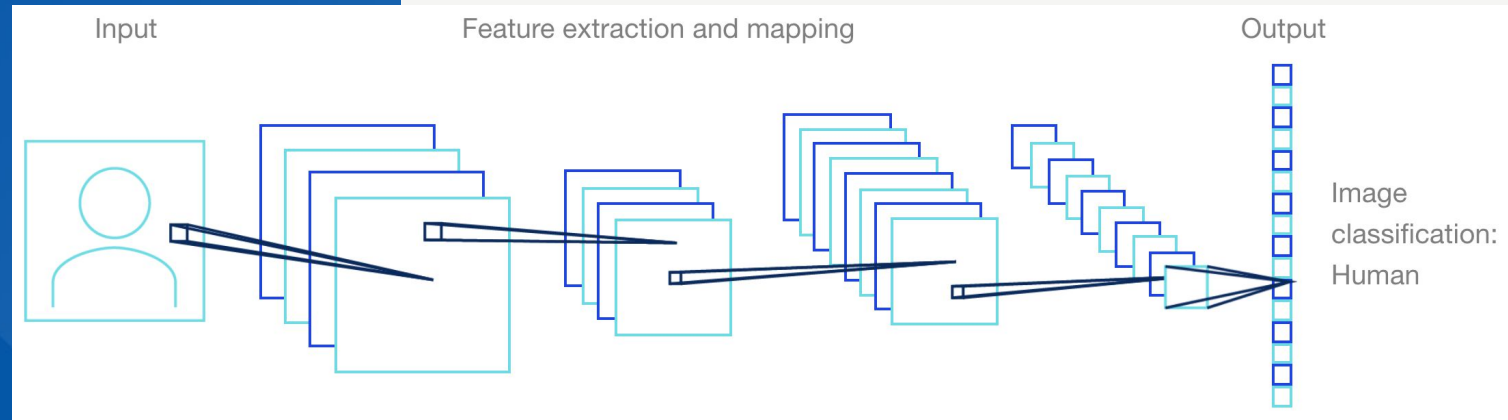 Input
Feature extraction and mapping
Output
Image
classification:
Human